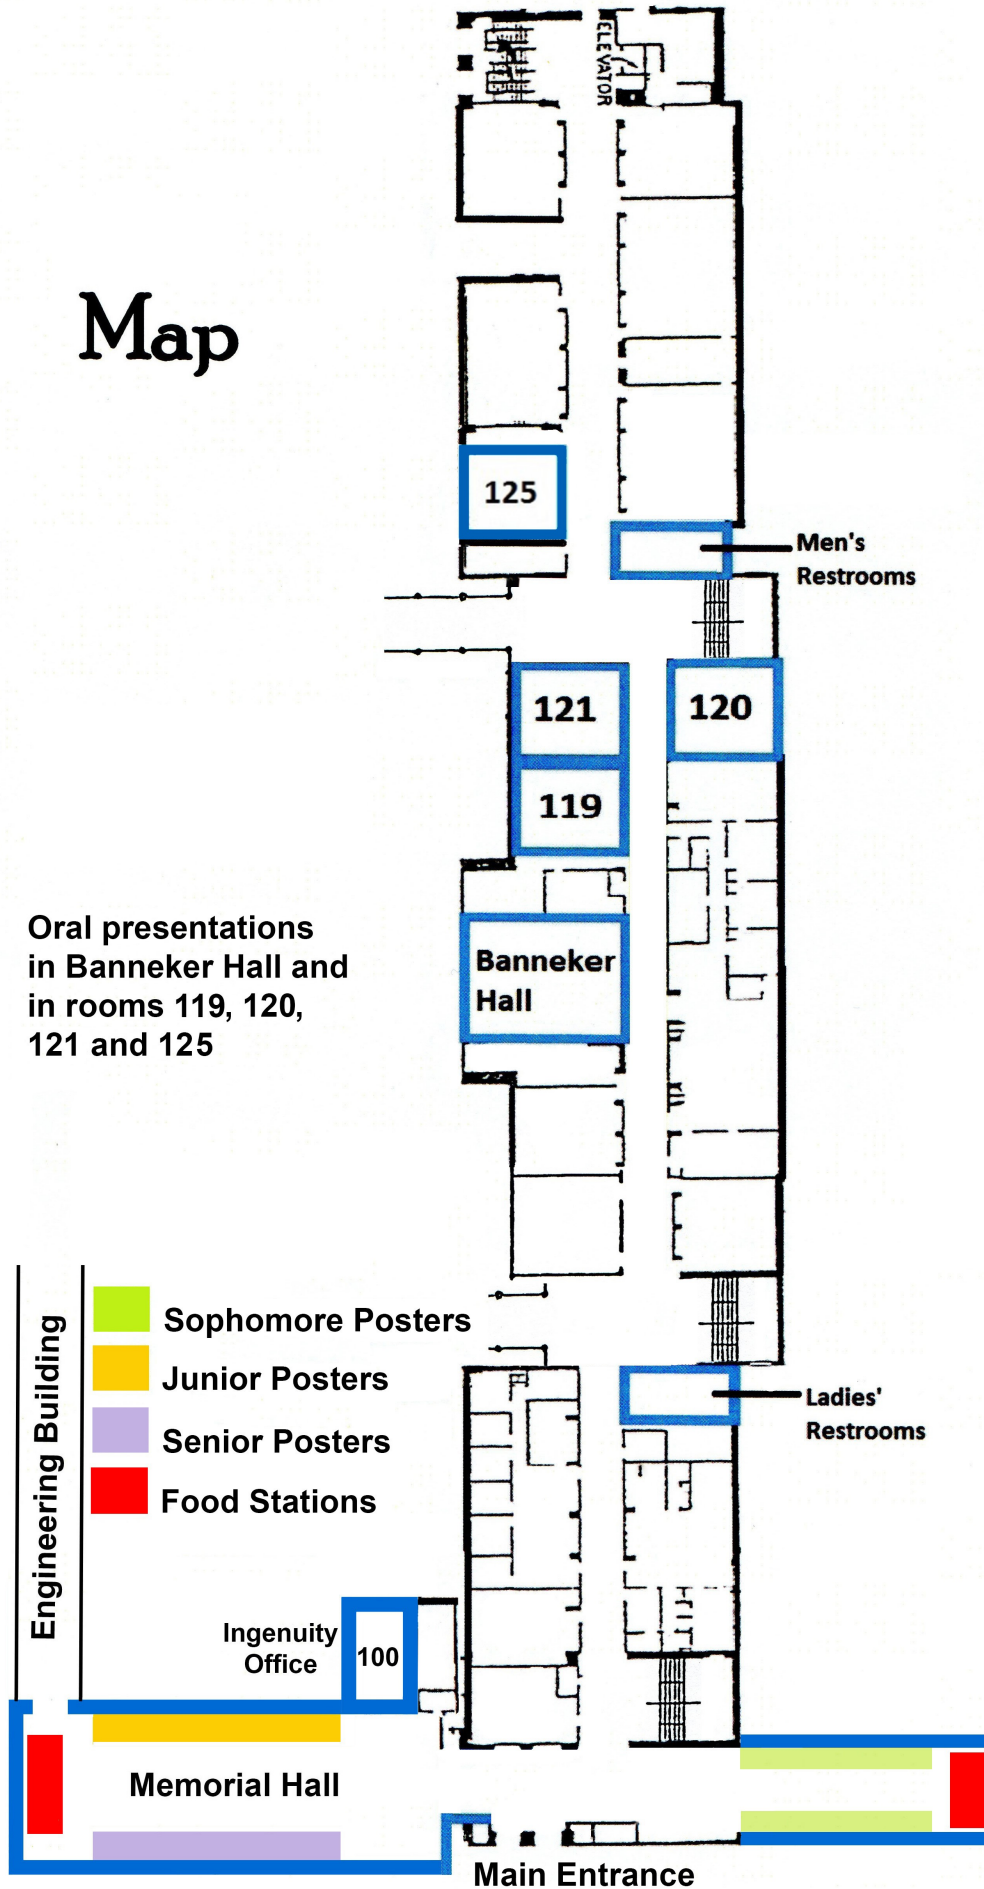 ELEVATOR
Map
125
Men's
Restrooms
121
120
119
Oral presentations
in Banneker Hall and
in rooms 119, 120,
121 and 125
Banneker
Hall
Engineering Building
Sophomore Posters
Junior Posters
Senior Posters
Food Stations
Ladies'
Restrooms
Ingenuity
Office
100
Memorial Hall
Main Entrance